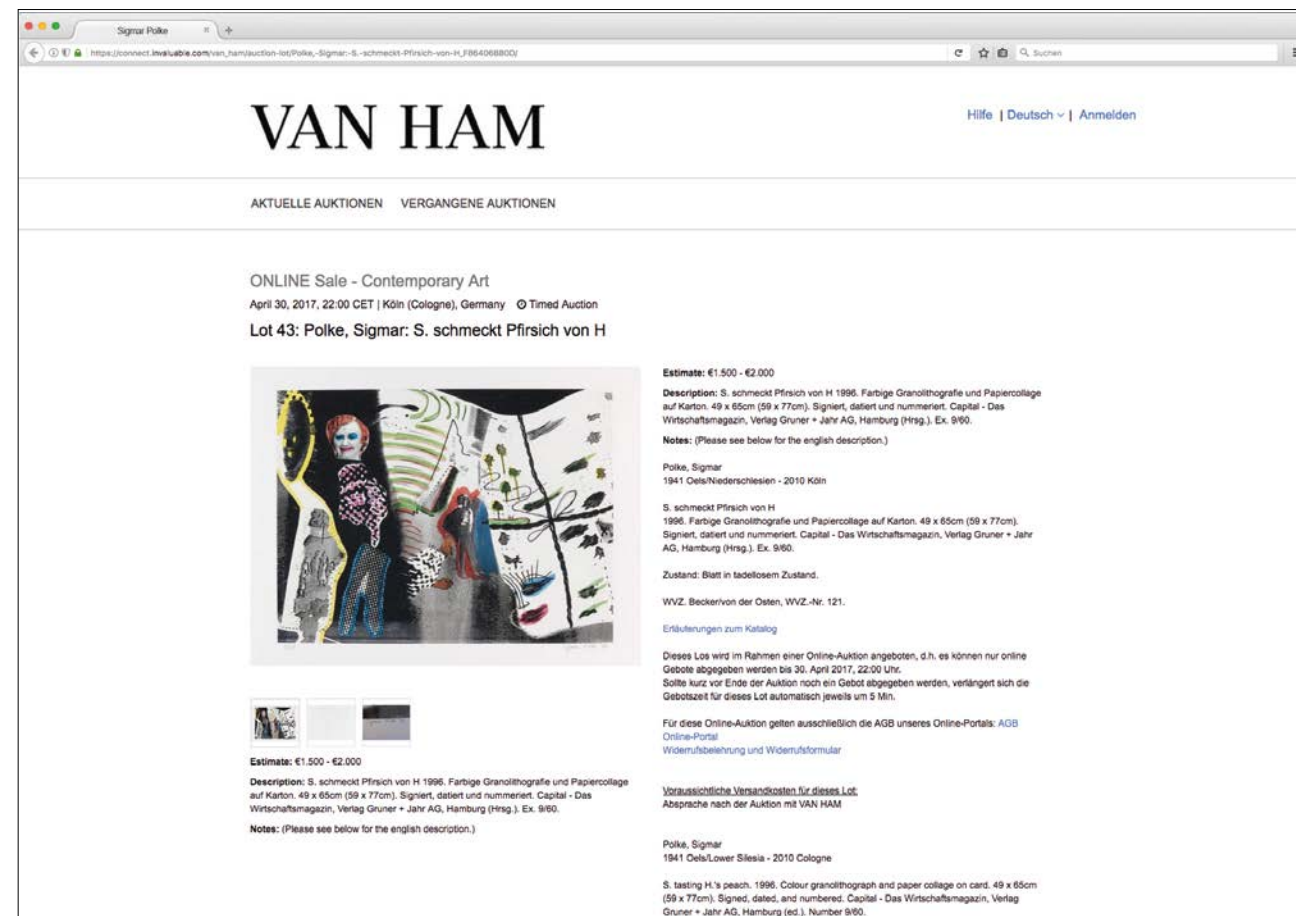 Sigmar Polke
https://connect.invaluable.com/van_ham/auction-lot/Polke,-Sigmar:-S.-schmeckt-Pfirsich-von-H_F86406B80D/
Suchen
VAN HAM
Hilfe | Deutsch | Anmelden
AKTUELLE AUKTIONEN VERGANGENE AUKTIONEN
ONLINE Sale - Contemporary Art
April 30, 2017, 22:00 CET | Köln (Cologne), Germany Timed Auction
Lot 43: Polke, Sigmar: S. schmeckt Pfirsich von H
Estimate: €1.500 - €2.000
Description: S. schmeckt Pfirsich von H 1996. Farbige Granolithografie und Papiercollage
auf Karton. 49 x 65cm (59 x 77cm). Signiert, datiert und nummeriert. Capital - Das
Wirtschaftsmagazin, Verlag Gruner + Jahr AG, Hamburg (Hrsg.). Ex. 9/60.
Notes: (Please see below for the english description.)
Estimate: €1.500 - €2.000
Description: S. schmeckt Pfirsich von H 1996. Farbige Granolithografie und Papiercollage
auf Karton. 49 x 65cm (59 x 77cm). Signiert, datiert und nummeriert. Capital - Das
Wirtschaftsmagazin, Verlag Gruner + Jahr AG, Hamburg (Hrsg.). Ex. 9/60.
Notes: (Please see below for the english description.)
Polke, Sigmar
1941 Oels/Niederschlesien - 2010 Köln
S. schmeckt Pfirsich von H
1996. Farbige Granolithografie und Papiercollage auf Karton. 49 x 65cm (59 x 77cm).
Signiert, datiert und nummeriert. Capital - Das Wirtschaftsmagazin, Verlag Gruner + Jahr
AG, Hamburg (Hrsg.). Ex. 9/60.
Zustand: Blatt in tadellosem Zustand.
WVZ. Becker/von der Osten, WVZ.-Nr. 121.
Erläuterungen zum Katalog
Dieses Los wird im Rahmen einer Online-Auktion angeboten, d.h. es können nur online
Gebote abgegeben werden bis 30. April 2017, 22:00 Uhr.
Sollte kurz vor Ende der Auktion noch ein Gebot abgegeben werden, verlängert sich die
Gebotszeit für dieses Lot automatisch jeweils um 5 Min.
Für diese Online-Auktion gelten ausschließlich die AGB unseres Online-Portals: AGB
Online-Portal
Widerrufsbelehrung und Widerrufsformular
Voraussichtliche Versandkosten für dieses Lot:
Absprache nach der Auktion mit VAN HAM
Polke, Sigmar
1941 Oels/Lower Silesia - 2010 Cologne
S. tasting H.'s peach. 1996. Colour granolithograph and paper collage on card. 49 x 65cm
(59 x 77cm). Signed, dated, and numbered. Capital - Das Wirtschaftsmagazin, Verlag
Gruner + Jahr AG, Hamburg (ed.). Number 9/60.